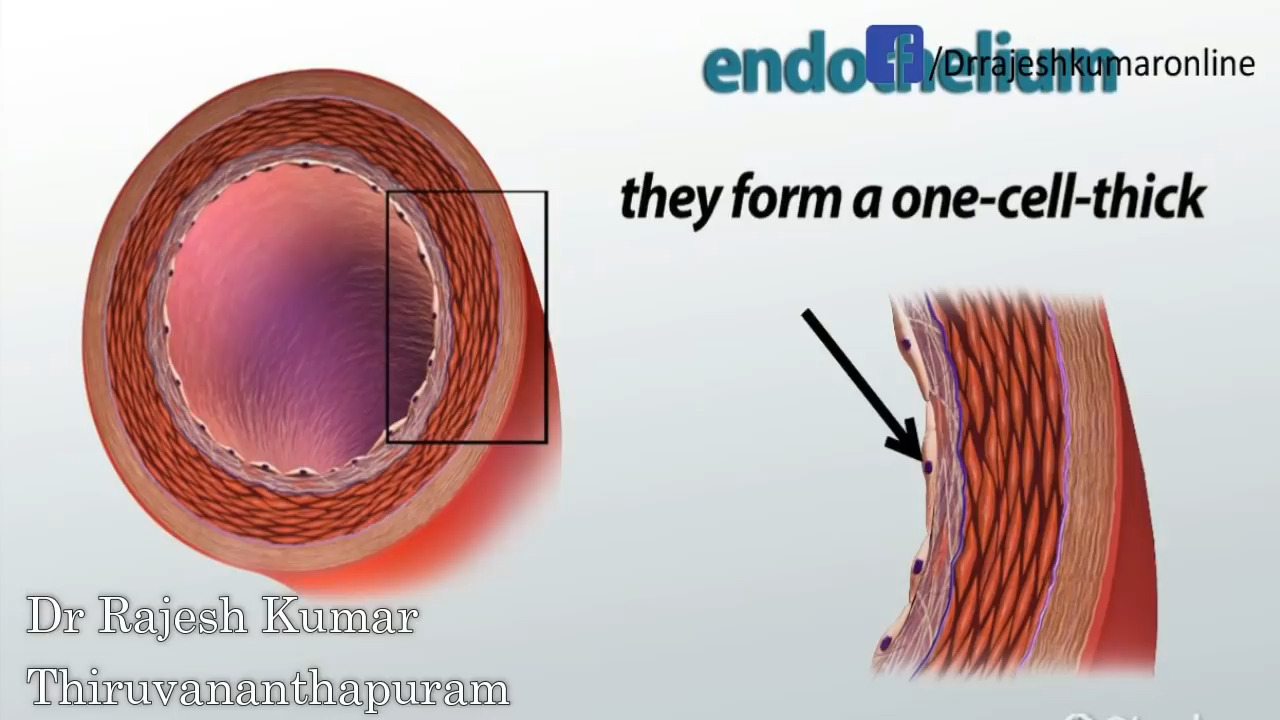 endothelium
/Drrajeshkumaronline
they form a one-cell-thick
Dr Rajesh Kumar
Thiruvananthapuram